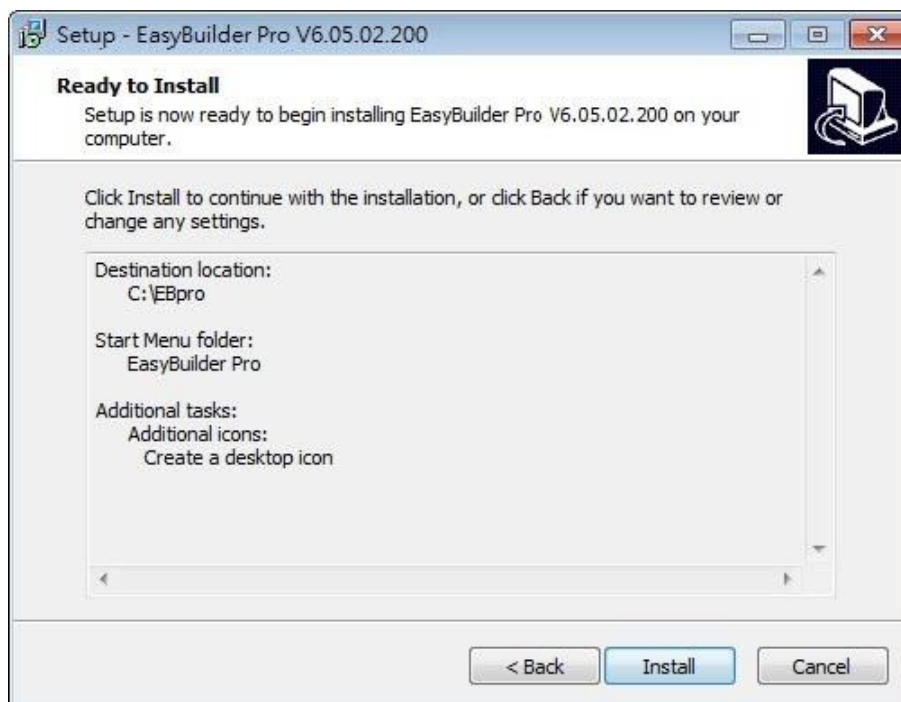 Setup - EasyBuilder Pro V6.05.02.200
Ready to Install
Setup is now ready to begin installing EasyBuilder Pro V6.05.02.200 on your
computer.
Click Install to continue with the installation, or click Back if you want to review or
change any settings.
Destination location:
C:\EBpro
Start Menu folder:
EasyBuilder Pro
Additional tasks:
Additional icons:
Create a desktop icon
< Back Install Cancel